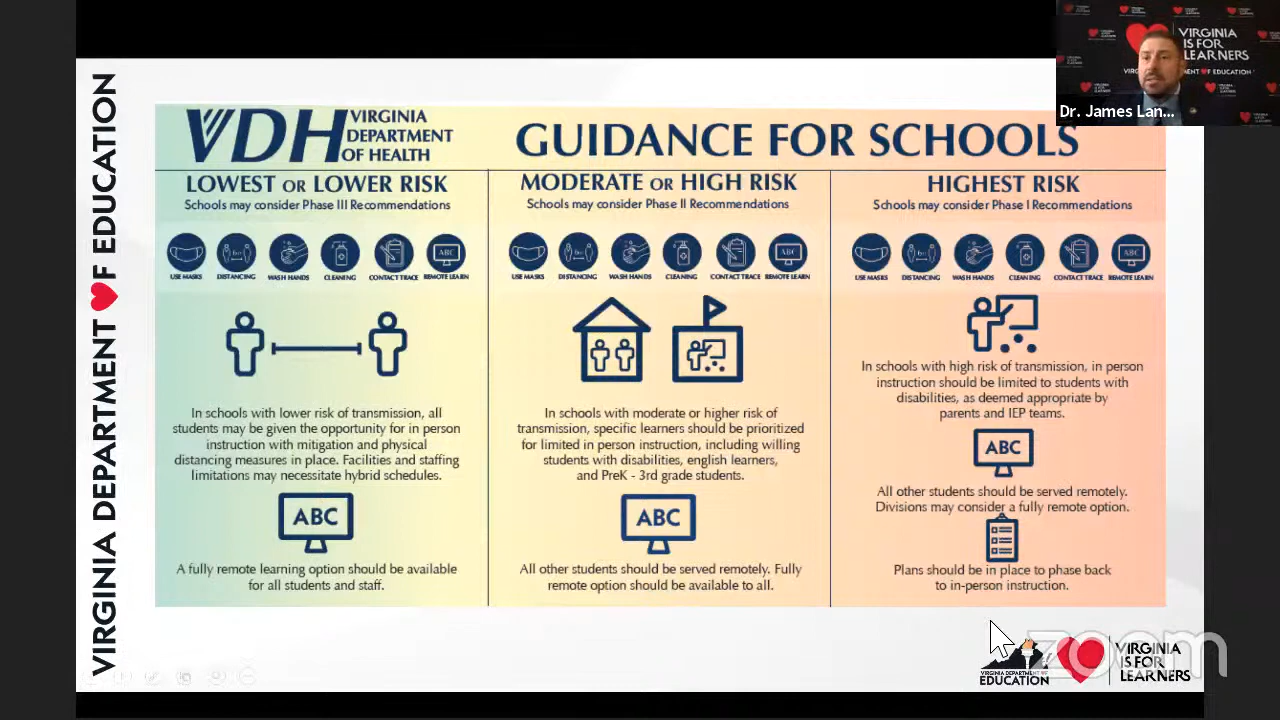 VIRGINIA DEPARTMENT OF EDUCATION
VDH VIRGINIA
DEPARTMENT
OF HEALTH
GUIDANCE FOR SCHOOLS
VIRGINIA
IS FOR
LEARNERS
Dr. James Lan...
LOWEST OR LOWER RISK
Schools may consider Phase III Recommendations
USE MASKS DISTANCING WASH HANDS CLEANING CONTACT TRACE REMOTE LEARN
ABC
In schools with lower risk of transmission, all
students may be given the opportunity for in person
instruction with mitigation and physical
distancing measures in place. Facilities and staffing
limitations may necessitate hybrid schedules.
ABC
A fully remote learning option should be available
for all students and staff.
MODERATE OR HIGH RISK
Schools may consider Phase II Recommendations
USE MASKS DISTANCING WASH HANDS CLEANING CONTACT TRACE REMOTE LEARN
ABC
In schools with moderate or higher risk of
transmission, specific learners should be prioritized
for limited in person instruction, including willing
students with disabilities, english learners,
and PreK - 3rd grade students.
ABC
All other students should be served remotely. Fully
remote option should be available to all.
HIGHEST RISK
Schools may consider Phase I Recommendations
USE MASKS DISTANCING WASH HANDS CLEANING CONTACT TRACE REMOTE LEARN
ABC
In schools with high risk of transmission, in person
instruction should be limited to students with
disabilities, as deemed appropriate by
parents and IEP teams.
ABC
All other students should be served remotely.
Divisions may consider a fully remote option.
Plans should be in place to phase back
to in-person instruction.
zoom
VIRGINIA DEPARTMENT OF
EDUCATION
VIRGINIA
IS FOR
LEARNERS